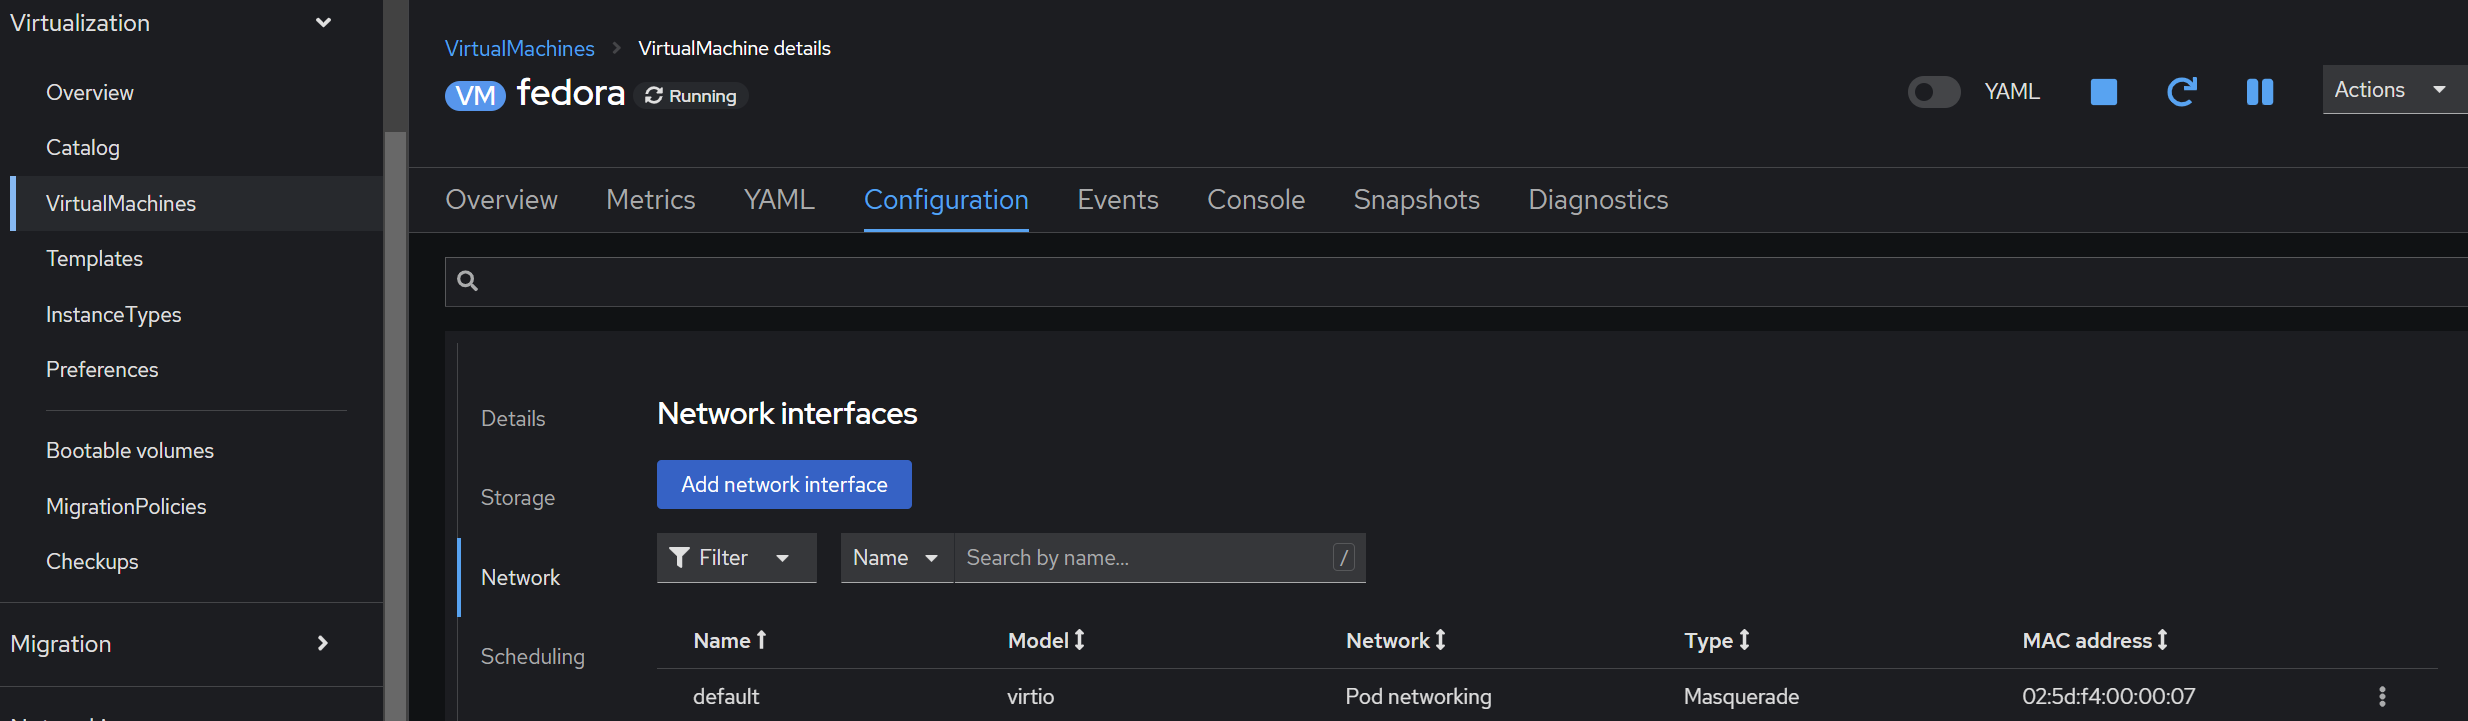 Virtualization
Overview
Catalog
VirtualMachines
Templates
InstanceTypes
Preferences
Bootable volumes
MigrationPolicies
Checkups
Migration
VirtualMachines > VirtualMachine details
VM fedora Running
YAML
Actions
Overview Metrics YAML Configuration Events Console Snapshots Diagnostics
Details
Storage
Network
Scheduling
Network interfaces
Add network interface
Filter Name Search by name... /
Name Model Network Type MAC address
default virtio Pod networking Masquerade 02:5d:f4:00:00:07